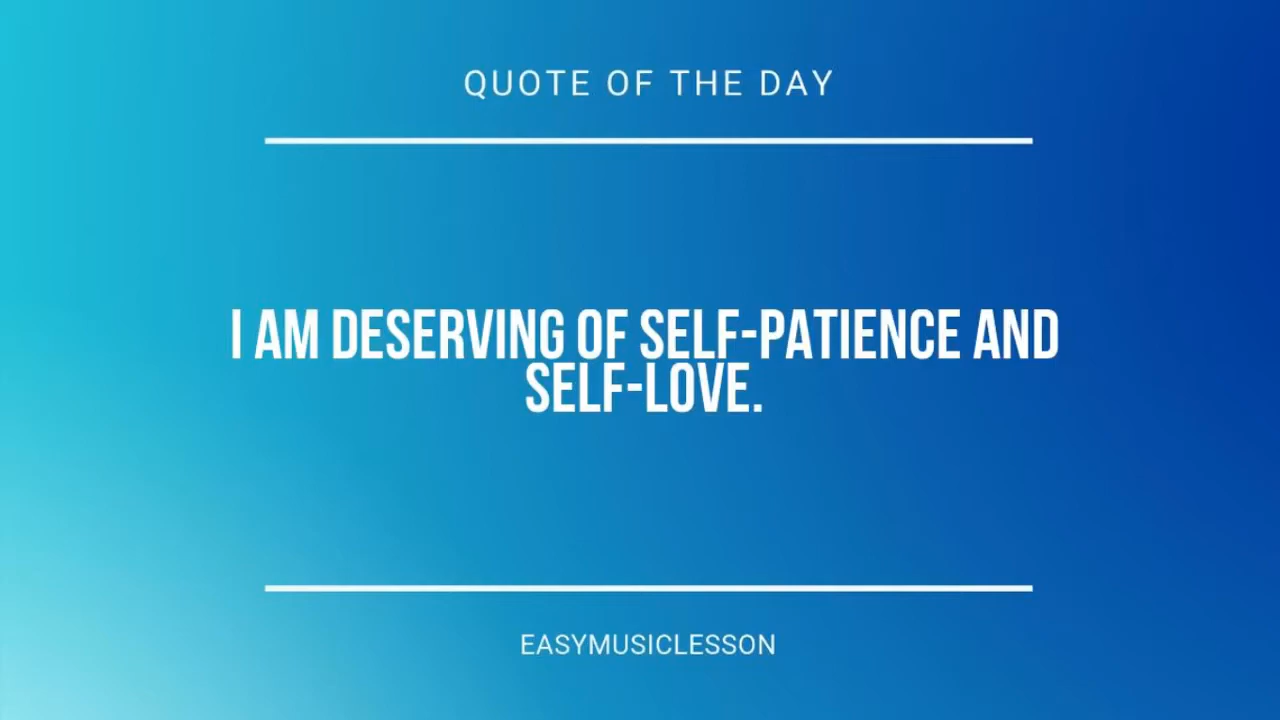 QUOTE OF THE DAY
I AM DESERVING OF SELF-PATIENCE AND
SELF-LOVE.
EASYMUSICLESSON